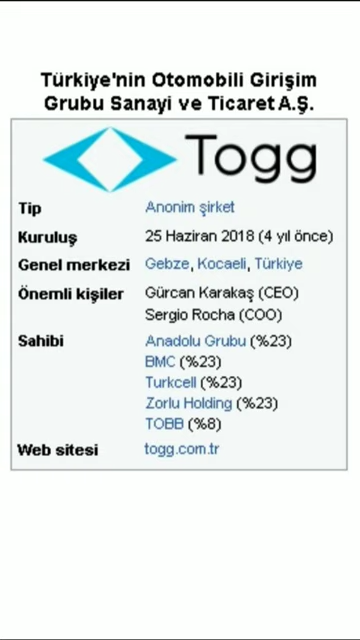 Türkiye'nin Otomobili Girişim
Grubu Sanayi ve Ticaret A.Ş.
Togg
Tip Anonim şirket
Kuruluş 25 Haziran 2018 (4 yıl önce)
Genel merkezi Gebze, Kocaeli, Türkiye
Önemli kişiler Gürcan Karakaş (CEO)
Sergio Rocha (COO)
Sahibi Anadolu Grubu (%23)
BMC (%23)
Turkcell (%23)
Zorlu Holding (%23)
TOBB (%8)
Web sitesi togg.com.tr